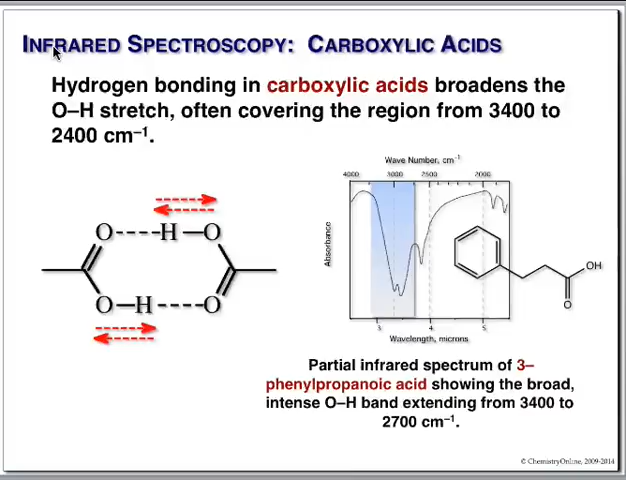 INFRARED SPECTROSCOPY: CARBOXYLIC ACIDS
Hydrogen bonding in carboxylic acids broadens the
O–H stretch, often covering the region from 3400 to
2400 cm⁻¹.
Wave Number, cm⁻¹
4000 3000 2500 2000
O H O
O H O
Absorbance
OH
O
3. 4. 5.
Wavelength, microns
Partial infrared spectrum of 3–
phenylpropanoic acid showing the broad,
intense O–H band extending from 3400 to
2700 cm⁻¹.
© ChemistryOnline, 2009-2014